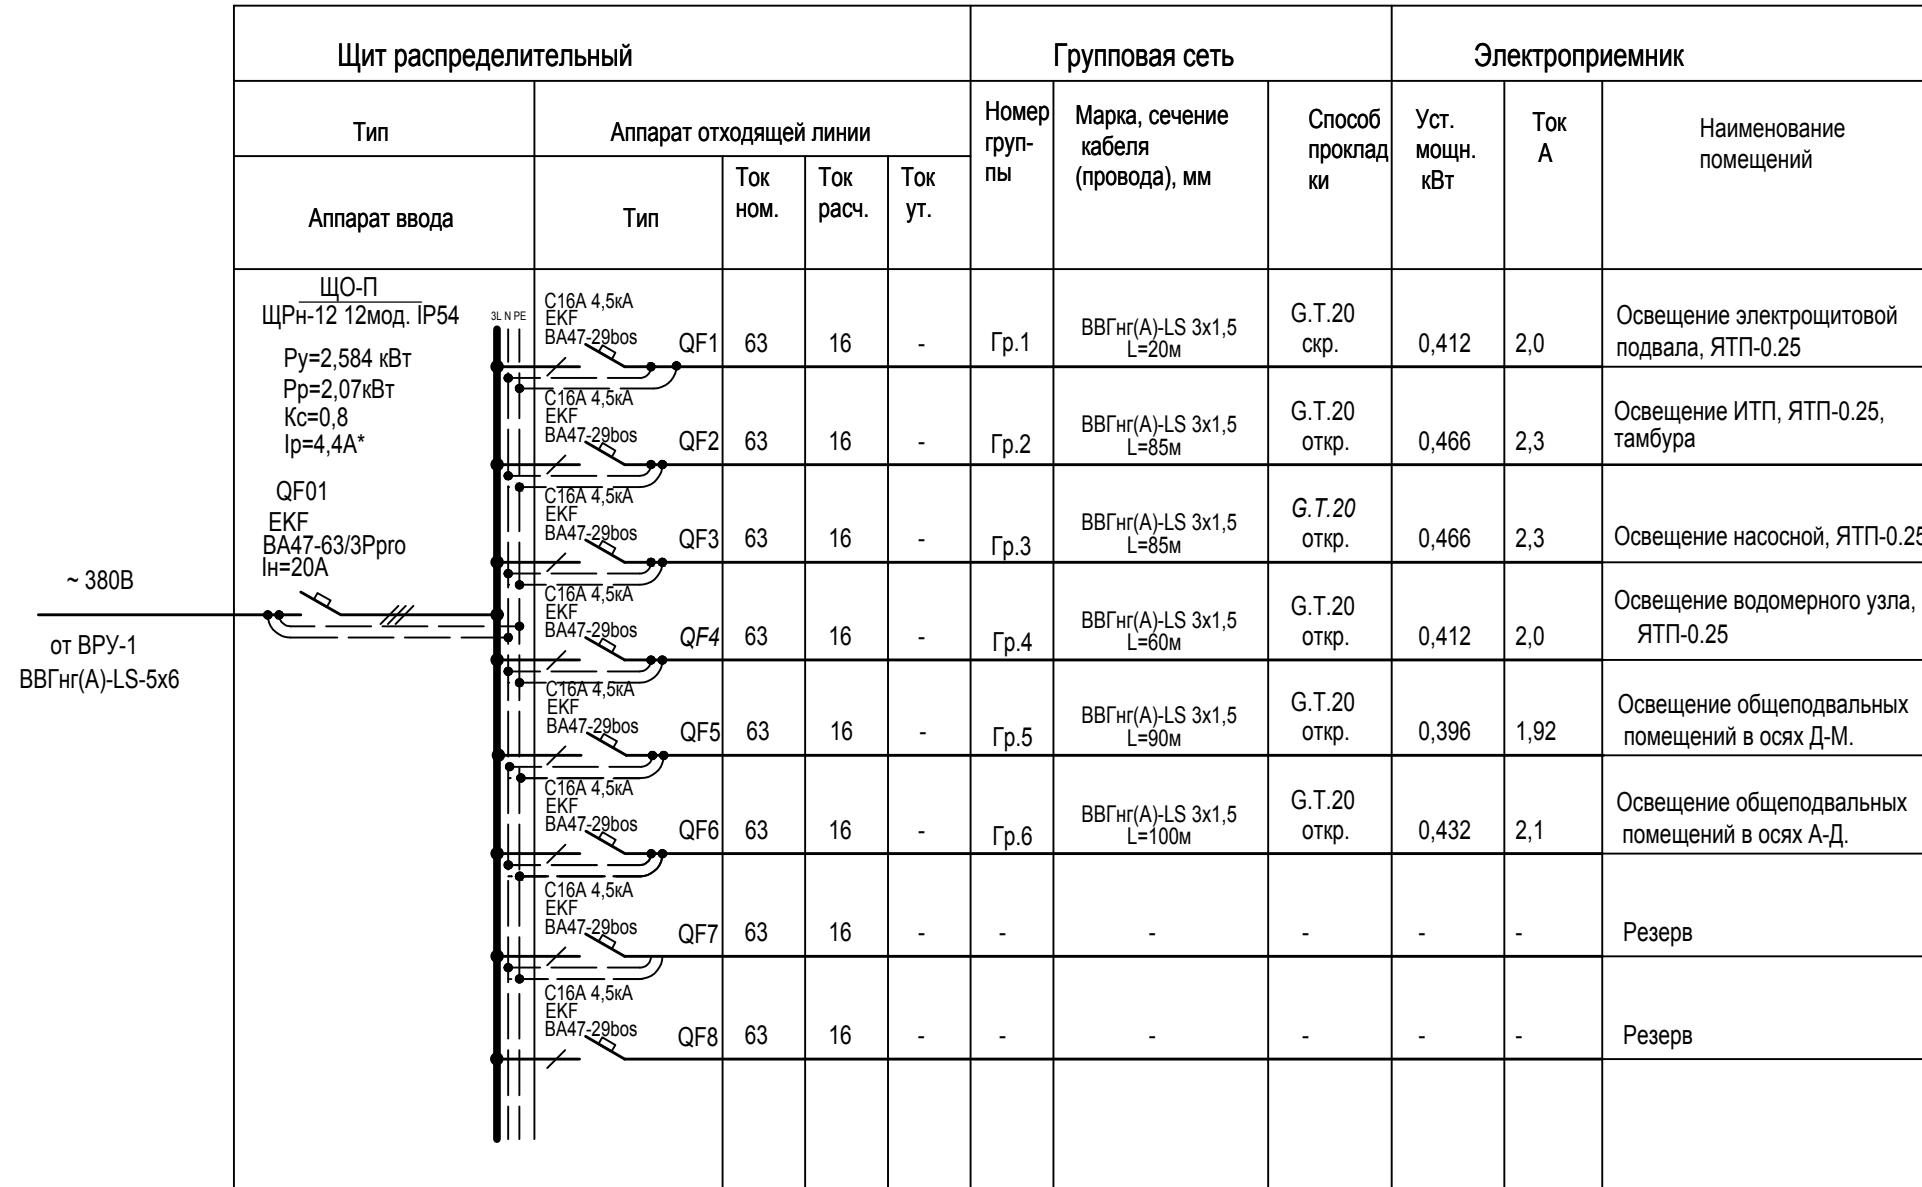 Щит распределительный
Групповая сеть
Электроприемник
Тип
Аппарат отходящей линии
Номер
груп-
пы
Марка, сечение
кабеля
(провода), мм
Способ
проклад
ки
Уст.
мощн.
кВт
Ток
А
Наименование
помещений
Аппарат ввода
Тип
Ток
ном.
Ток
расч.
Ток
ут.
ЩО-П
ЩРн-12 12мод. IP54
Ру=2,584 кВт
Рр=2,07кВт
Кс=0,8
Iр=4,4А*
QF01
EKF
ВА47-63/3Рpro
Iн=20А
~ 380В
от ВРУ-1
ВВГнг(А)-LS-5х6
3L N PE
С16А 4,5кА
EKF
ВА47-29bos
QF1
63
16
-
Гр.1
ВВГнг(А)-LS 3х1,5
L=20м
G.T.20
скр.
0,412
2,0
Освещение электрощитовой
подвала, ЯТП-0.25
С16А 4,5кА
EKF
ВА47-29bos
QF2
63
16
-
Гр.2
ВВГнг(А)-LS 3х1,5
L=85м
G.T.20
откр.
0,466
2,3
Освещение ИТП, ЯТП-0.25,
тамбура
С16А 4,5кА
EKF
ВА47-29bos
QF3
63
16
-
Гр.3
ВВГнг(А)-LS 3х1,5
L=85м
G.T.20
откр.
0,466
2,3
Освещение насосной, ЯТП-0.25
С16А 4,5кА
EKF
ВА47-29bos
QF4
63
16
-
Гр.4
ВВГнг(А)-LS 3х1,5
L=60м
G.T.20
откр.
0,412
2,0
Освещение водомерного узла,
ЯТП-0.25
С16А 4,5кА
EKF
ВА47-29bos
QF5
63
16
-
Гр.5
ВВГнг(А)-LS 3х1,5
L=90м
G.T.20
откр.
0,396
1,92
Освещение общеподвальных
помещений в осях Д-М.
С16А 4,5кА
EKF
ВА47-29bos
QF6
63
16
-
Гр.6
ВВГнг(А)-LS 3х1,5
L=100м
G.T.20
откр.
0,432
2,1
Освещение общеподвальных
помещений в осях А-Д.
С16А 4,5кА
EKF
ВА47-29bos
QF7
63
16
-
-
-
-
-
-
Резерв
С16А 4,5кА
EKF
ВА47-29bos
QF8
63
16
-
-
-
-
-
-
Резерв